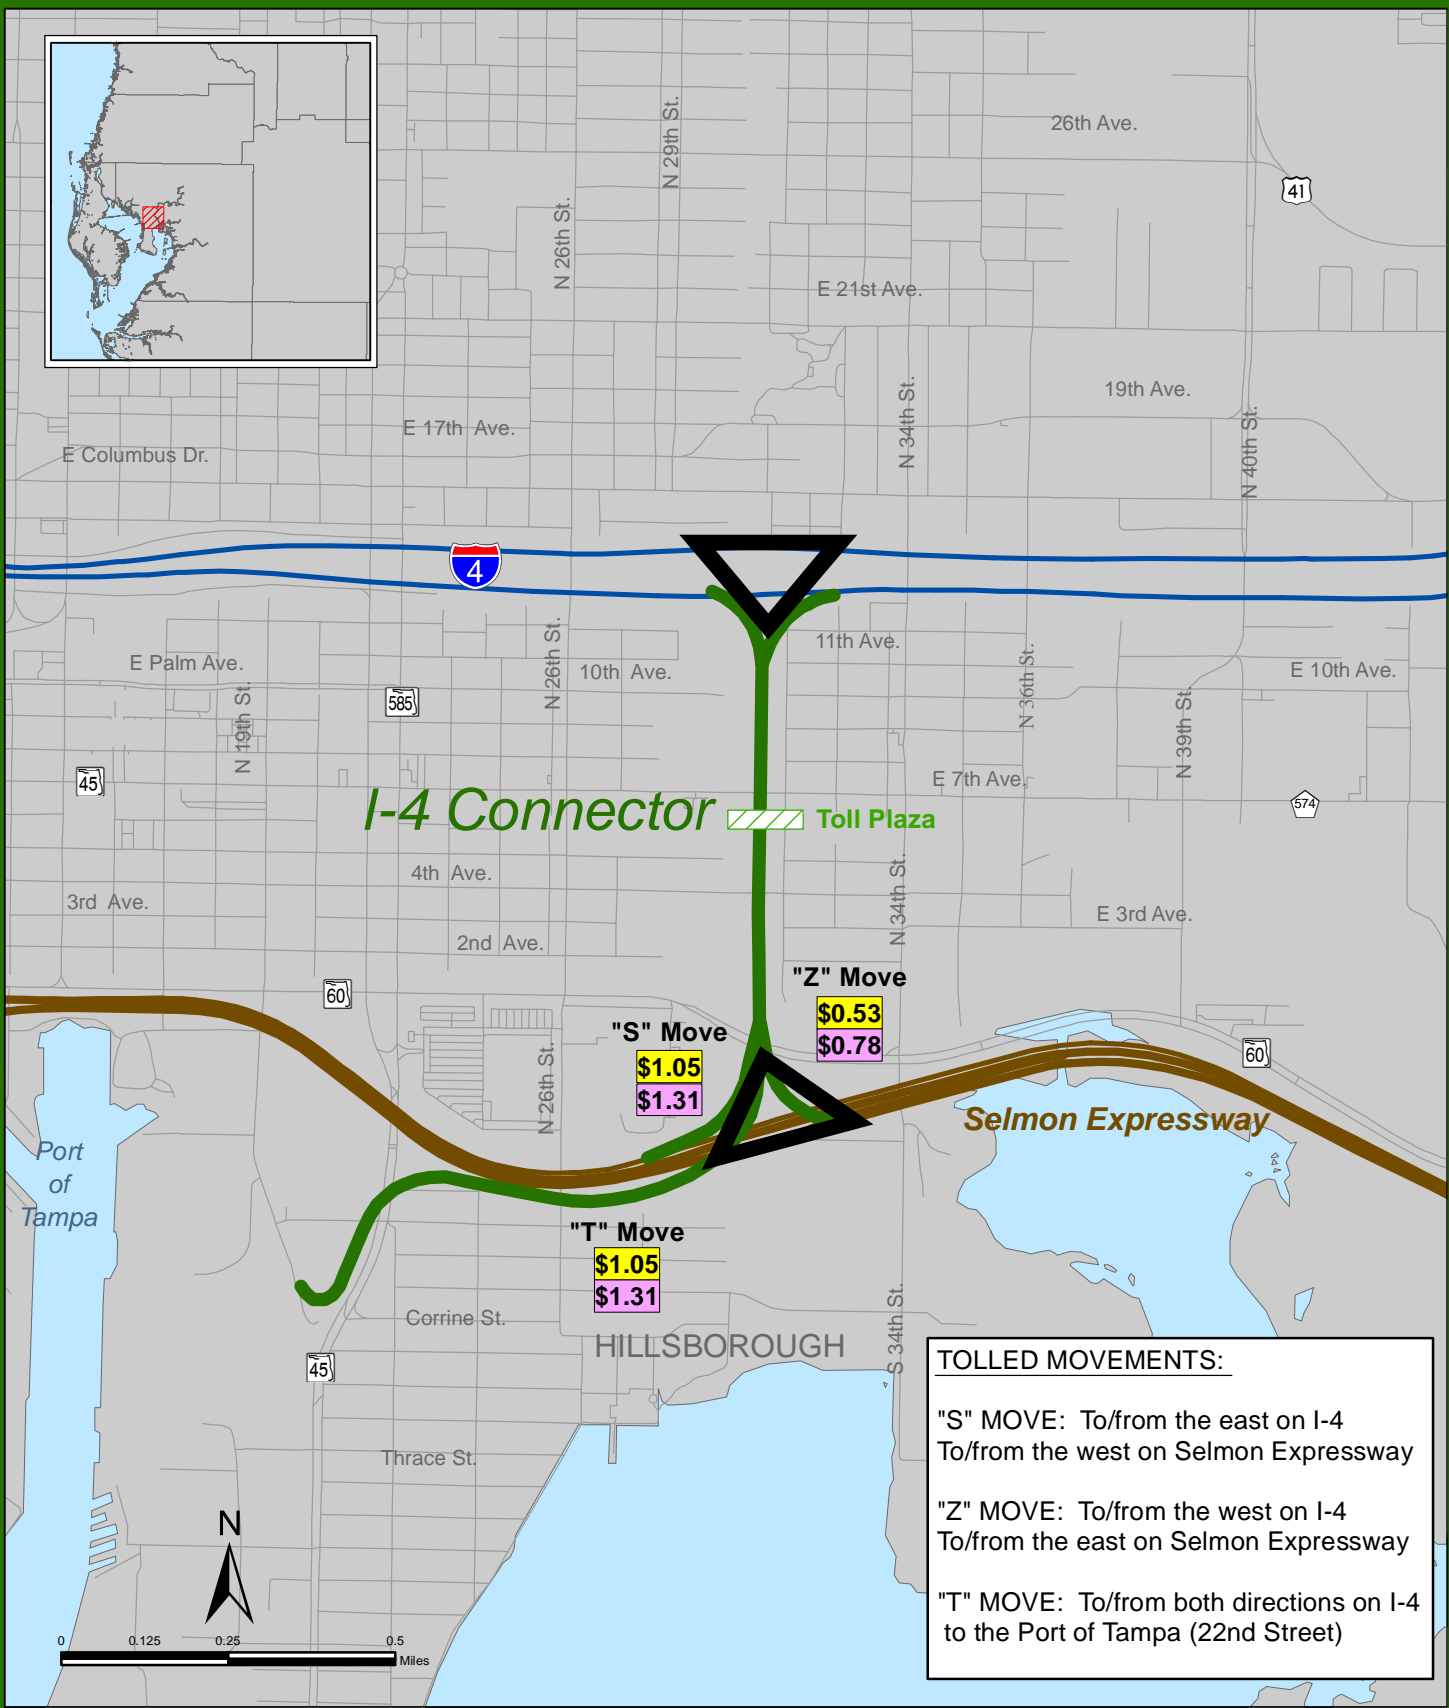 N 29th St.
26th Ave.
41
N 26th St.
E 21st Ave.
19th Ave.
N 34th St.
N 40th St.
E 17th Ave.
E Columbus Dr.
4
11th Ave.
E Palm Ave.
N 26th St.
10th Ave.
N 36th St.
E 10th Ave.
585
N 19th St.
N 39th St.
45
E 7th Ave.
574
I-4 Connector
Toll Plaza
4th Ave.
3rd Ave.
N 34th St.
E 3rd Ave.
2nd Ave.
"Z" Move
$0.53
$0.78
60
"S" Move
$1.05
$1.31
N 26th St.
60
Selmon Expressway
Port
of
Tampa
"T" Move
$1.05
$1.31
Corrine St.
HILLSBOROUGH
S 34th St.
45
Thrace St.
TOLLED MOVEMENTS:
"S" MOVE: To/from the east on I-4
To/from the west on Selmon Expressway
"Z" MOVE: To/from the west on I-4
To/from the east on Selmon Expressway
"T" MOVE: To/from both directions on I-4
to the Port of Tampa (22nd Street)
N
0 0.125 0.25 0.5
Miles